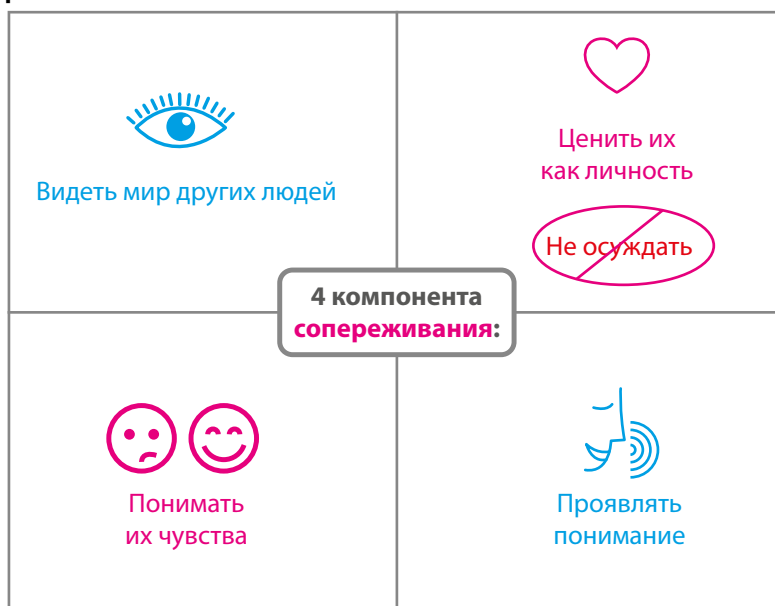 Видеть мир других людей
Ценить их
как личность
Не осуждать
4 компонента
сопереживания:
Понимать
их чувства
Проявлять
понимание